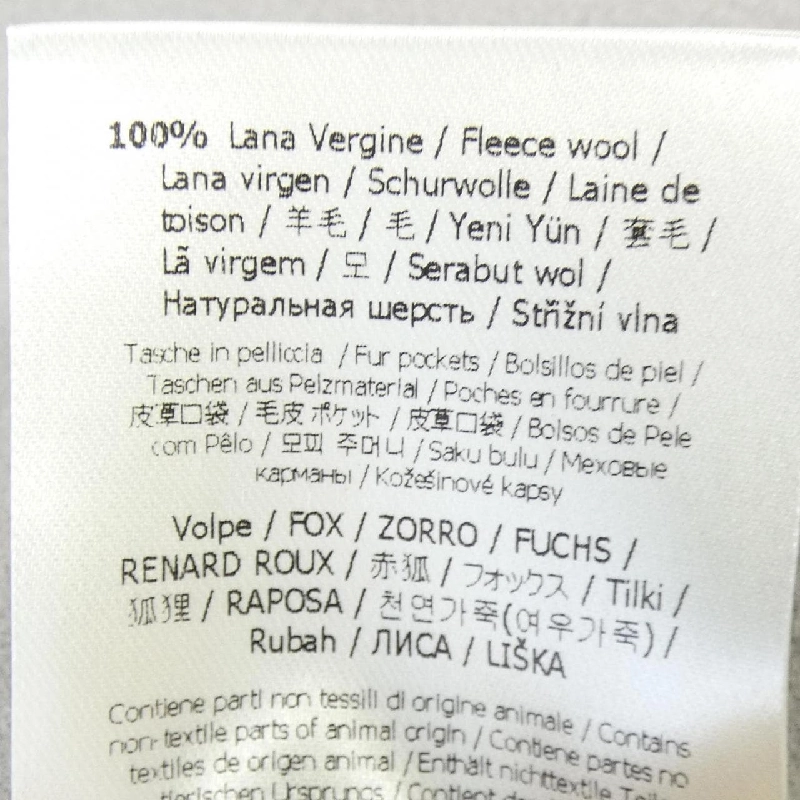 100% Lana Vergine / Fleece wool /
Lana virgen / Schurwolle / Laine de
toison / 羊毛 / 毛 / Yeni Yün / 套毛 /
Lã virgem / 모 / Serabut wol /
Натуральная шерсть / Střižní vlna
Tasche in pelliccia / Fur pockets / Bolsillos de piel /
Taschen aus Pelzmaterial / Poches en fourrure /
皮草口袋 / 毛皮 ポケット / 皮草口袋 / Bolsos de Pele
com Pêlo / 모피 주머니 / Saku bulu / Меховые
карманы / Kožešinové kapsy
Volpe / FOX / ZORRO / FUCHS /
RENARD ROUX / 赤狐 / フォックス / Tilki /
狐狸 / RAPOSA / 천연가죽(여우가죽) /
Rubah / ЛИСА / LIŠKA
Contiene parti non tessili di origine animale / Contains
non-textile parts of animal origin / Contiene partes no
textiles de origen animal / Enthält nichttextile Teile
tierischen Ursprungs / Contient